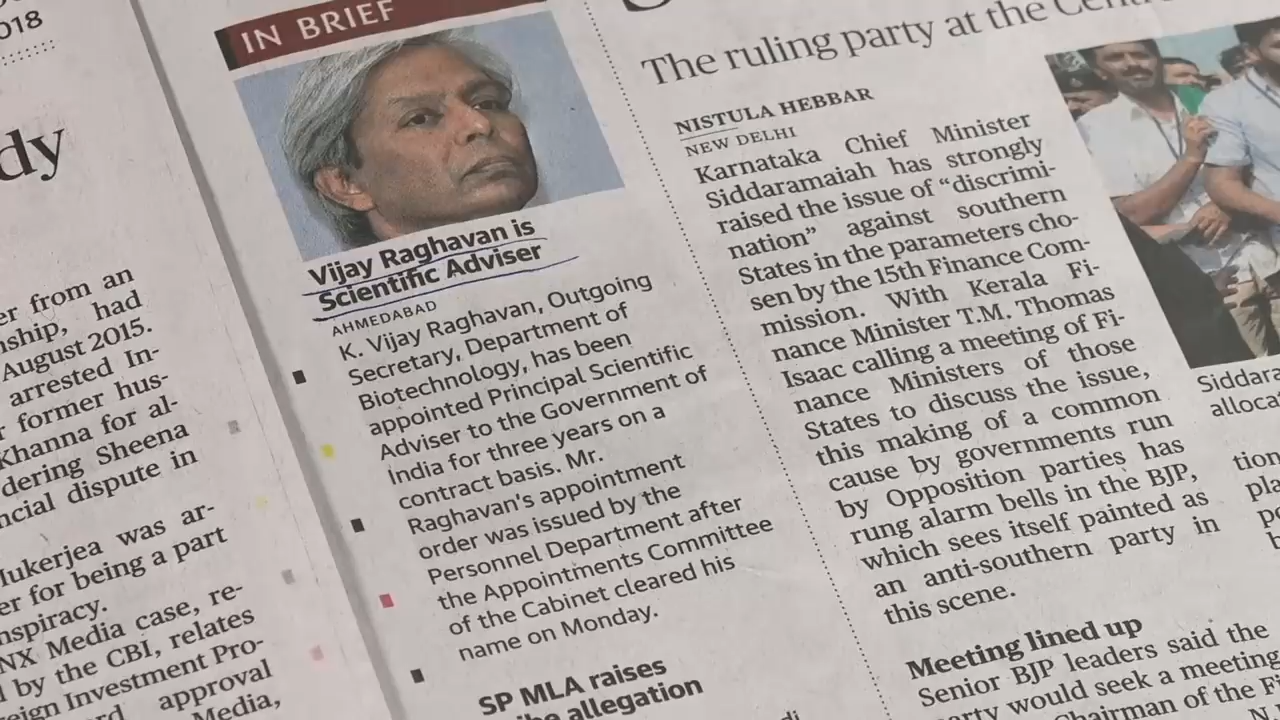 018
dy
er from an
nship, had
August 2015.
arrested In-
r former hus-
Khanna for al-
dering Sheena
ncial dispute in
Mukerjea was ar-
er for being a part
nspiracy.
NX Media case, re-
l by the CBI, relates
eign Investment Pro-
approval
Media,
IN BRIEF
Vijay Raghavan is
Scientific Adviser
AHMEDABAD
K. Vijay Raghavan, Outgoing
Secretary, Department of
Biotechnology, has been
appointed Principal Scientific
Adviser to the Government of
India for three years on a
contract basis. Mr.
Raghavan's appointment
order was issued by the
Personnel Department after
the Appointments Committee
of the Cabinet cleared his
name on Monday.
SP MLA raises
allegation
The ruling party at the
NISTULA HEBBAR
NEW DELHI
Karnataka Chief Minister
Siddaramaiah has strongly
raised the issue of “discrimi-
nation” against southern
States in the parameters cho-
sen by the 15th Finance Com-
mission. With Kerala Fi-
nance Minister T.M. Thomas
Isaac calling a meeting of Fi-
nance Ministers of those
States to discuss the issue,
this making of a common
cause by governments run
by Opposition parties has
rung alarm bells in the BJP,
which sees itself painted as
an anti-southern party in
this scene.
Meeting lined up
Senior BJP leaders said the
party would seek a meeting
Chairman of the
Siddara
alloca
tion
pla